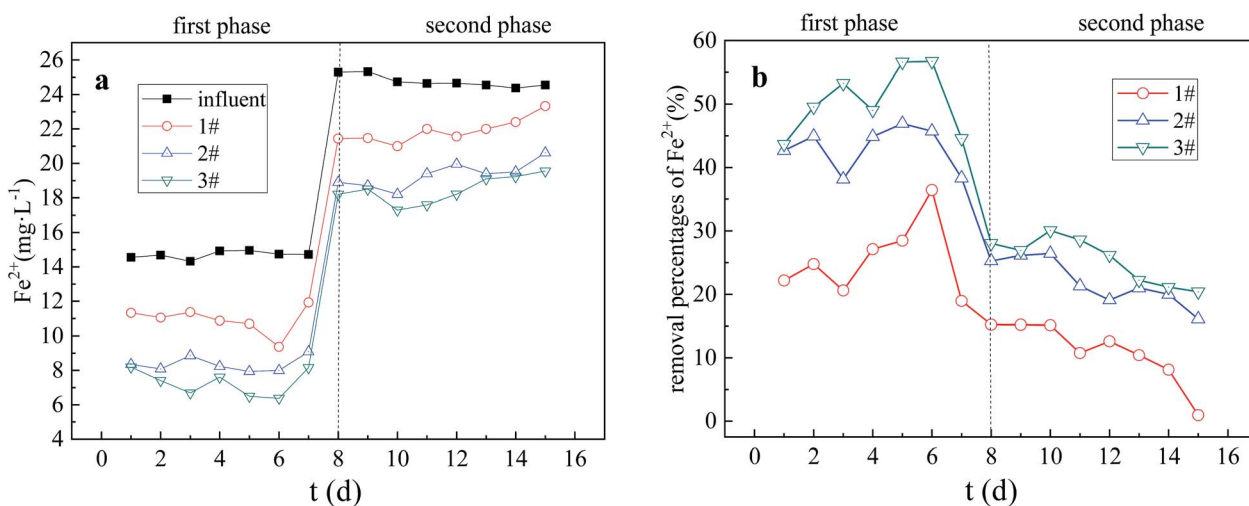 first phase second phase
a
influent
1#
2#
3#
Fe²⁺(mg·L⁻¹)
26
24
22
20
18
16
14
12
10
8
6
4
0 2 4 6 8 10 12 14 16
t (d)
first phase second phase
b
1#
2#
3#
removal percentages of Fe²⁺(%)
60
50
40
30
20
10
0
0 2 4 6 8 10 12 14 16
t (d)